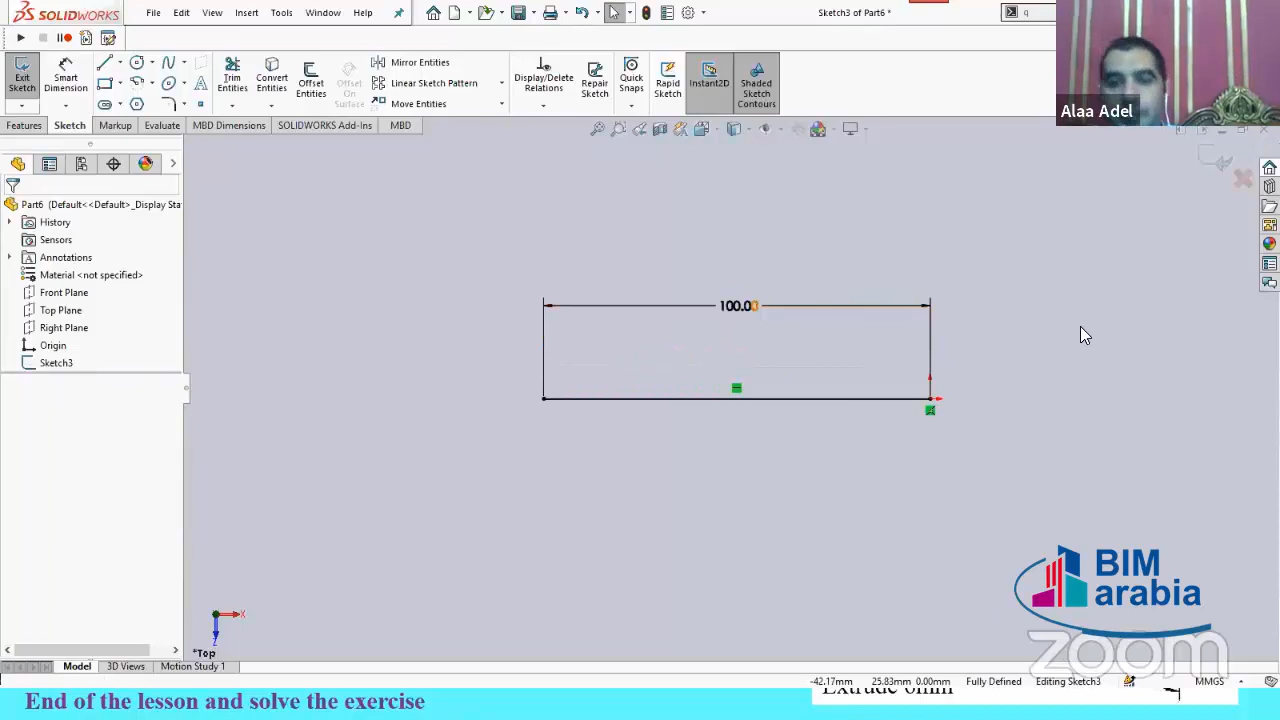 SOLIDWORKS
File Edit View Insert Tools Window Help
Sketch3 of Part6 *
q
Exit Sketch
Smart Dimension
Trim Entities
Convert Entities
Offset Entities
Offset On Surface
Mirror Entities
Linear Sketch Pattern
Move Entities
Display/Delete Relations
Repair Sketch
Quick Snaps
Rapid Sketch
Instant2D
Shaded Sketch Contours
Alaa Adel
Features Sketch Markup Evaluate MBD Dimensions SOLIDWORKS Add-Ins MBD
Part6 (Default<<Default>_Display Sta
History
Sensors
Annotations
Material <not specified>
Front Plane
Top Plane
Right Plane
Origin
Sketch3
100.00
X
Z
*Top
BIM
arabia
zoom
Model 3D Views Motion Study 1
-42.17mm 25.83mm 0.00mm Fully Defined Editing Sketch3 MMGS
Extrude 6mm
End of the lesson and solve the exercise